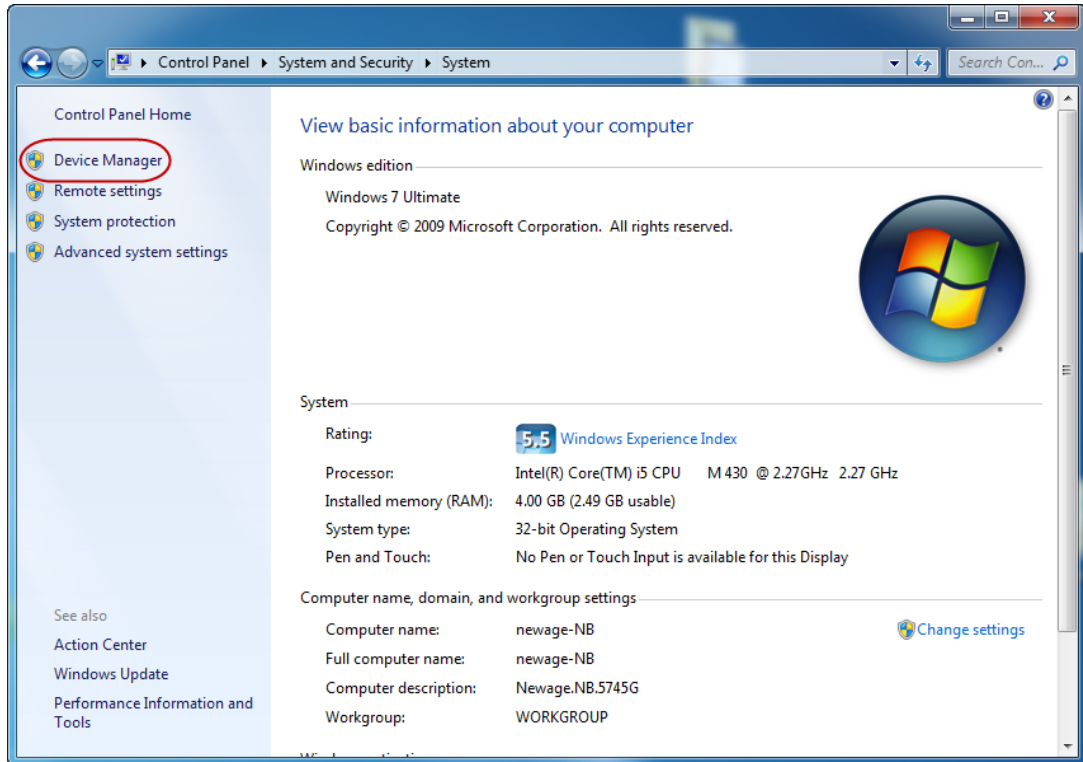 Control Panel ▸ System and Security ▸ System
Search Con...
Control Panel Home
Device Manager
Remote settings
System protection
Advanced system settings
See also
Action Center
Windows Update
Performance Information and
Tools
View basic information about your computer
Windows edition
Windows 7 Ultimate
Copyright © 2009 Microsoft Corporation. All rights reserved.
System
Rating: 5.5 Windows Experience Index
Processor: Intel(R) Core(TM) i5 CPU M 430 @ 2.27GHz 2.27 GHz
Installed memory (RAM): 4.00 GB (2.49 GB usable)
System type: 32-bit Operating System
Pen and Touch: No Pen or Touch Input is available for this Display
Computer name, domain, and workgroup settings
Computer name: newage-NB
Change settings
Full computer name: newage-NB
Computer description: Newage.NB.5745G
Workgroup: WORKGROUP